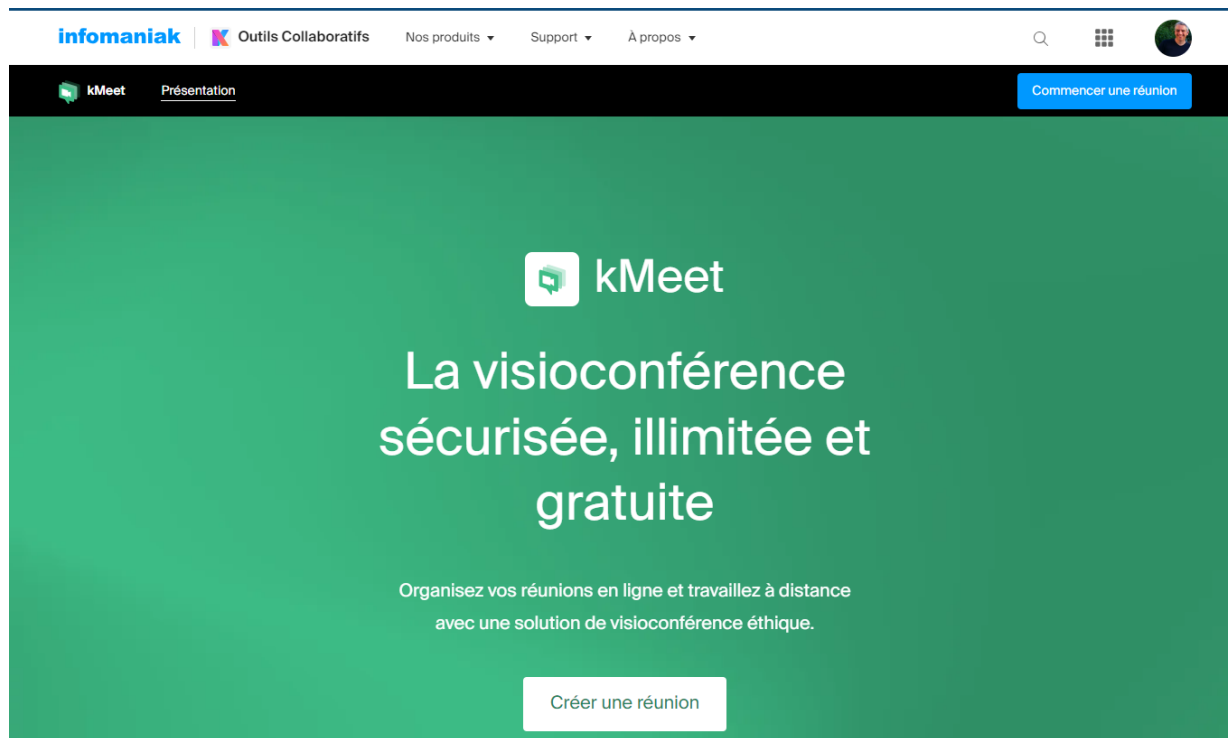 infomaniak
Outils Collaboratifs
Nos produits
Support
À propos
kMeet
Présentation
Commencer une réunion
kMeet
La visioconférence
sécurisée, illimitée et
gratuite
Organisez vos réunions en ligne et travaillez à distance
avec une solution de visioconférence éthique.
Créer une réunion